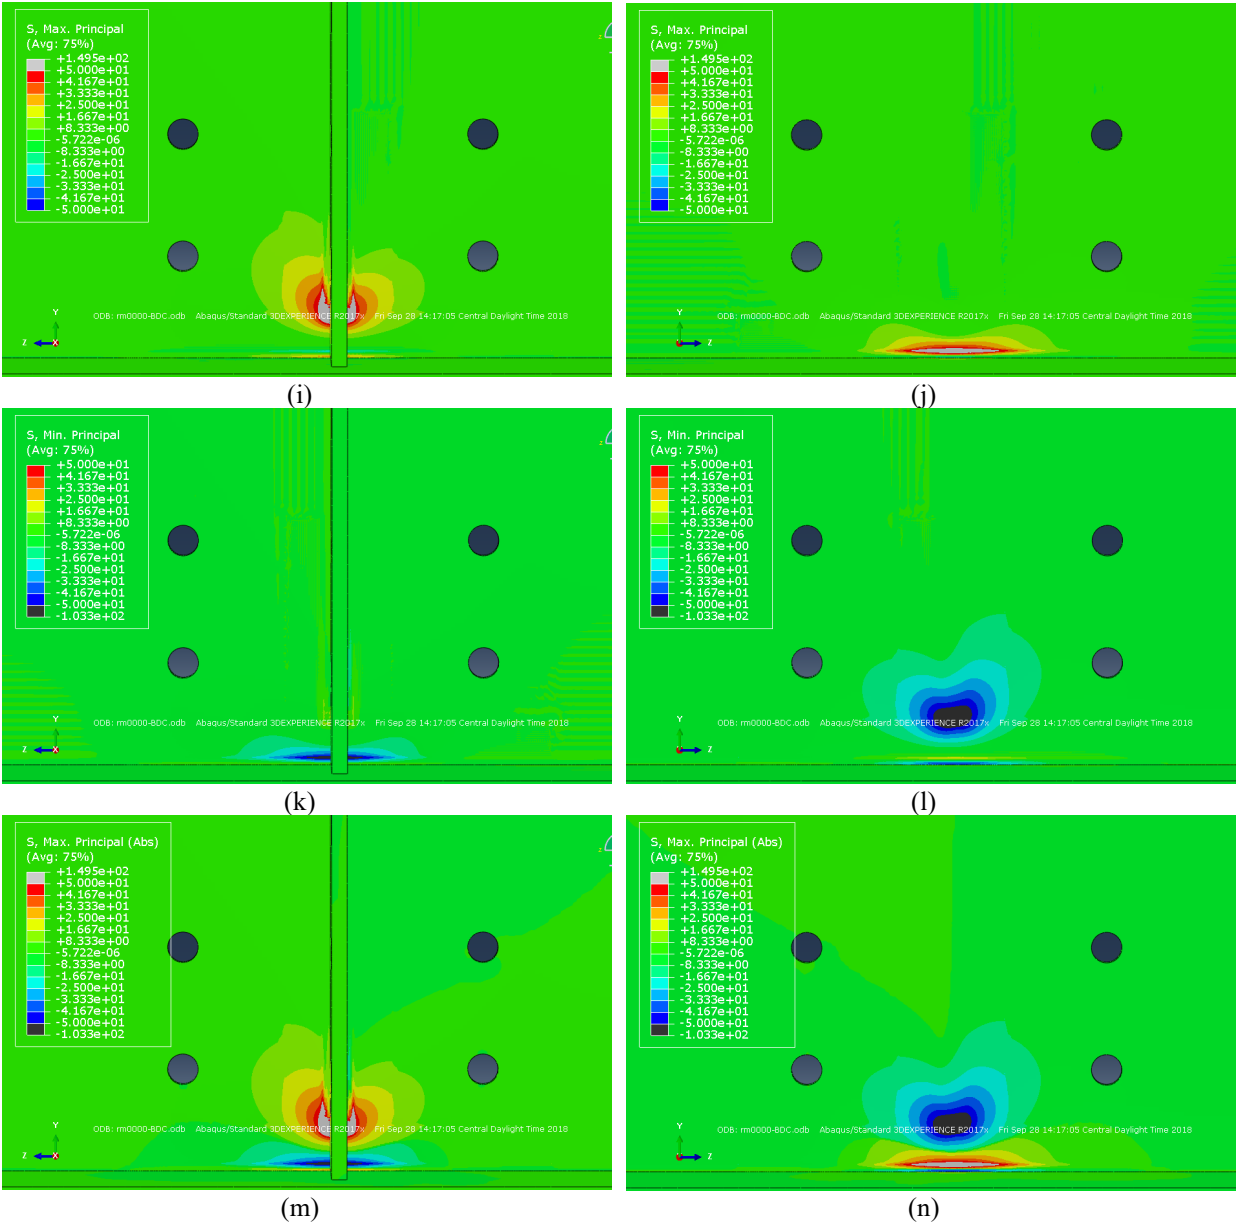 S, Max. Principal
(Avg: 75%)
+1.495e+02
+5.000e+01
+4.167e+01
+3.333e+01
+2.500e+01
+1.667e+01
+8.333e+00
-5.722e-06
-8.333e+00
-1.667e+01
-2.500e+01
-3.333e+01
-4.167e+01
-5.000e+01
Y
Z
X
z
ODB: rm0000-BDC.odb Abaqus/Standard 3DEXPERIENCE R2017x Fri Sep 28 14:17:05 Central Daylight Time 2018
(i)
S, Max. Principal
(Avg: 75%)
+1.495e+02
+5.000e+01
+4.167e+01
+3.333e+01
+2.500e+01
+1.667e+01
+8.333e+00
-5.722e-06
-8.333e+00
-1.667e+01
-2.500e+01
-3.333e+01
-4.167e+01
-5.000e+01
Y
Z
ODB: rm0000-BDC.odb Abaqus/Standard 3DEXPERIENCE R2017x Fri Sep 28 14:17:05 Central Daylight Time 2018
(j)
S, Min. Principal
(Avg: 75%)
+5.000e+01
+4.167e+01
+3.333e+01
+2.500e+01
+1.667e+01
+8.333e+00
-5.722e-06
-8.333e+00
-1.667e+01
-2.500e+01
-3.333e+01
-4.167e+01
-5.000e+01
-1.033e+02
Y
Z
X
z
ODB: rm0000-BDC.odb Abaqus/Standard 3DEXPERIENCE R2017x Fri Sep 28 14:17:05 Central Daylight Time 2018
(k)
S, Min. Principal
(Avg: 75%)
+5.000e+01
+4.167e+01
+3.333e+01
+2.500e+01
+1.667e+01
+8.333e+00
-5.722e-06
-8.333e+00
-1.667e+01
-2.500e+01
-3.333e+01
-4.167e+01
-5.000e+01
-1.033e+02
Y
Z
ODB: rm0000-BDC.odb Abaqus/Standard 3DEXPERIENCE R2017x Fri Sep 28 14:17:05 Central Daylight Time 2018
(l)
S, Max. Principal (Abs)
(Avg: 75%)
+1.495e+02
+5.000e+01
+4.167e+01
+3.333e+01
+2.500e+01
+1.667e+01
+8.333e+00
-5.722e-06
-8.333e+00
-1.667e+01
-2.500e+01
-3.333e+01
-4.167e+01
-5.000e+01
-1.033e+02
Y
Z
X
z
ODB: rm0000-BDC.odb Abaqus/Standard 3DEXPERIENCE R2017x Fri Sep 28 14:17:05 Central Daylight Time 2018
(m)
S, Max. Principal (Abs)
(Avg: 75%)
+1.495e+02
+5.000e+01
+4.167e+01
+3.333e+01
+2.500e+01
+1.667e+01
+8.333e+00
-5.722e-06
-8.333e+00
-1.667e+01
-2.500e+01
-3.333e+01
-4.167e+01
-5.000e+01
-1.033e+02
Y
Z
ODB: rm0000-BDC.odb Abaqus/Standard 3DEXPERIENCE R2017x Fri Sep 28 14:17:05 Central Daylight Time 2018
(n)